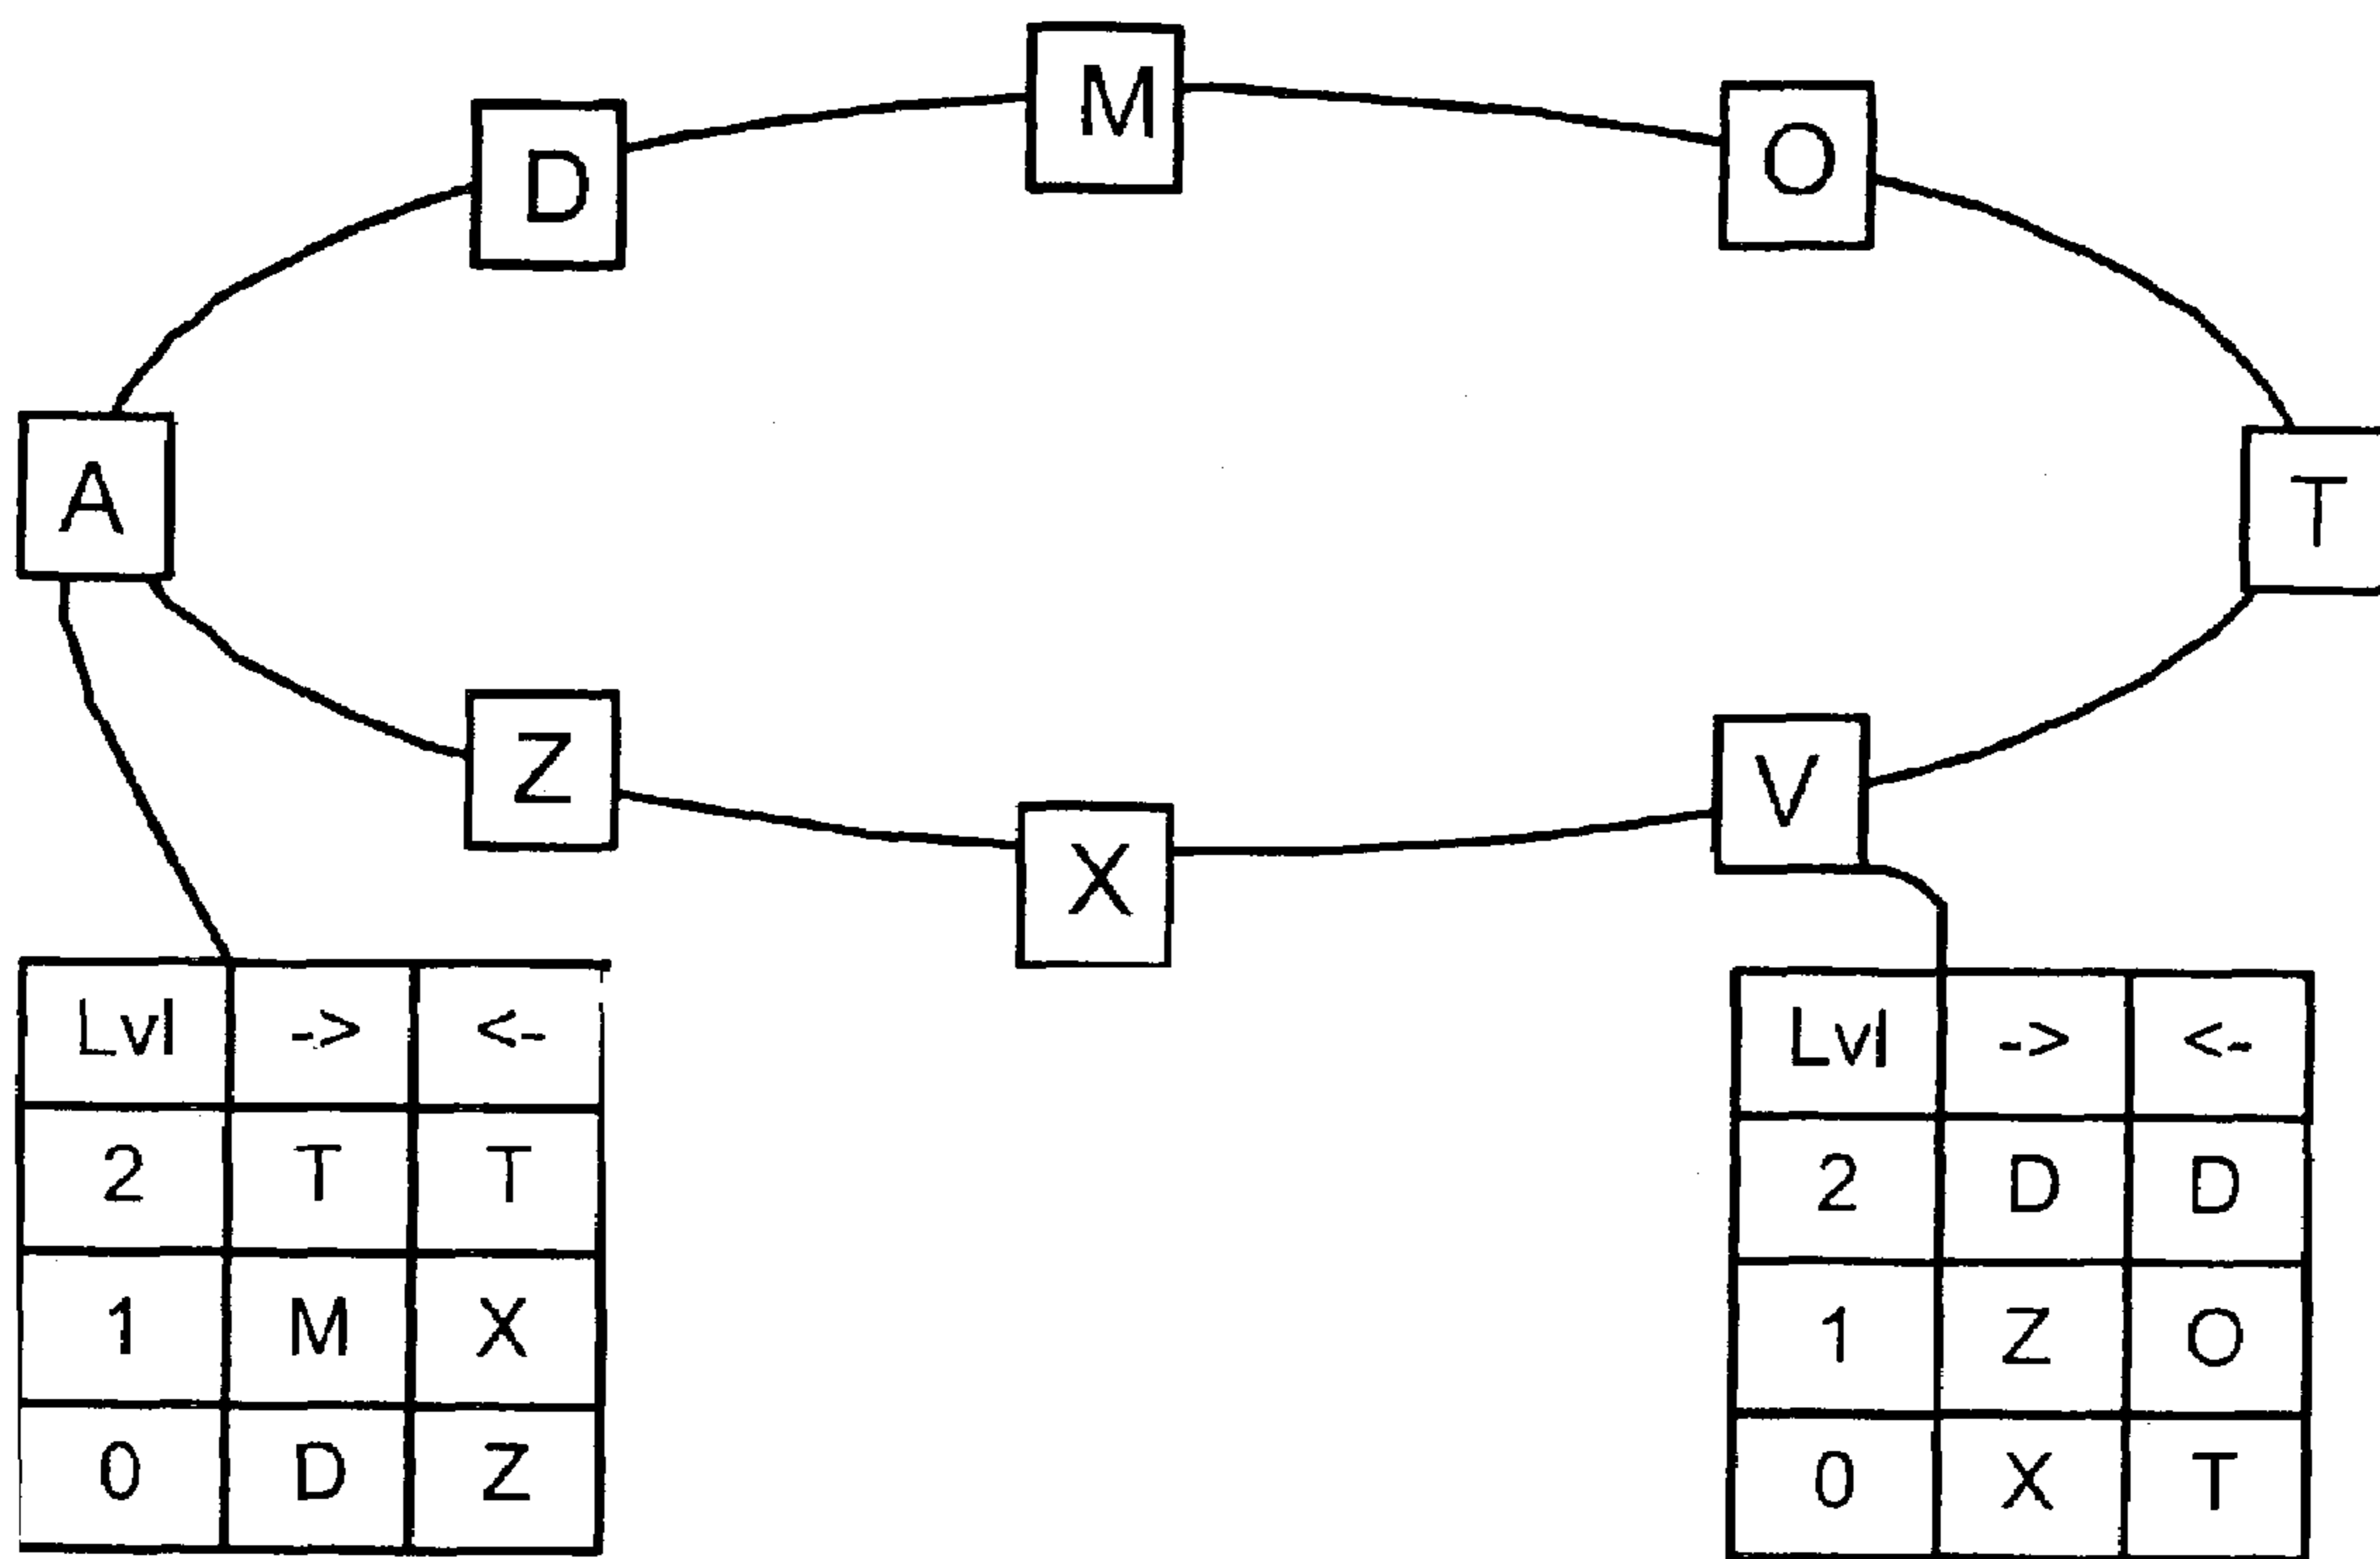 M
D
O
A
T
Z
V
X
Lvl -> <-
2 T T
1 M X
0 D Z
Lvl -> <-
2 D D
1 Z O
0 X T